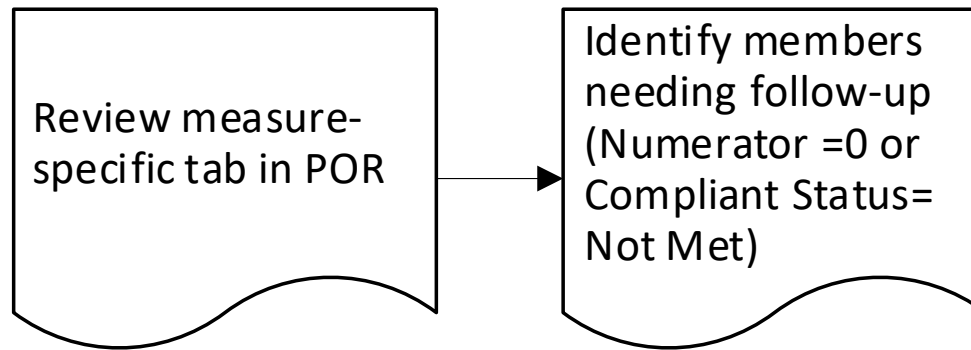 Review measure-
specific tab in POR
Identify members
needing follow-up
(Numerator =0 or
Compliant Status=
Not Met)